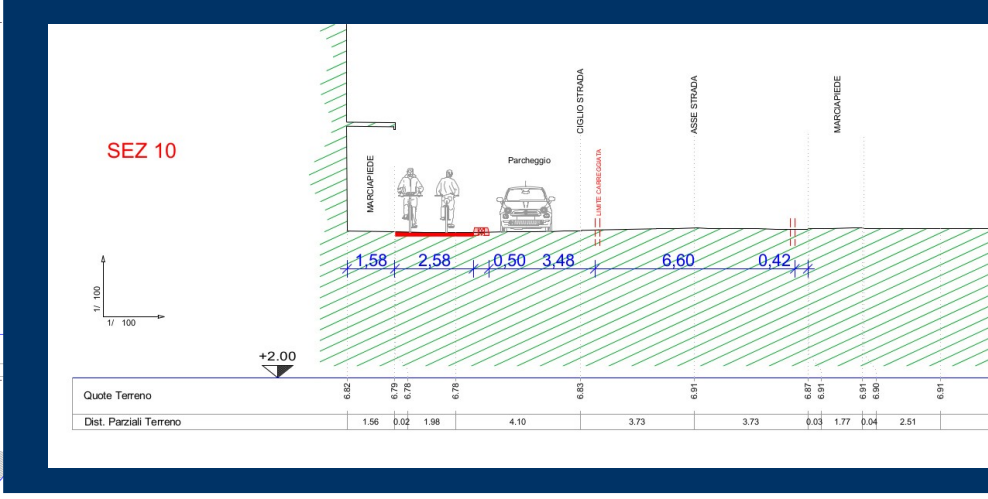 CIGLIO STRADA
ASSE STRADA
MARCIAPIEDE
SEZ 10
MARCIAPIEDE
Parcheggio
LIMITE CARREGGIATA
1,58 2,58 0,50 3,48 6,60 0,42
1/ 100
1/ 100
+2.00
Quote Terreno 6.82 6.79 6.78 6.78 6.83 6.91 6.87 6.91 6.91 6.90 6.91
Dist. Parziali Terreno 1.56 0.02 1.98 4.10 3.73 3.73 0.03 1.77 0.04 2.51